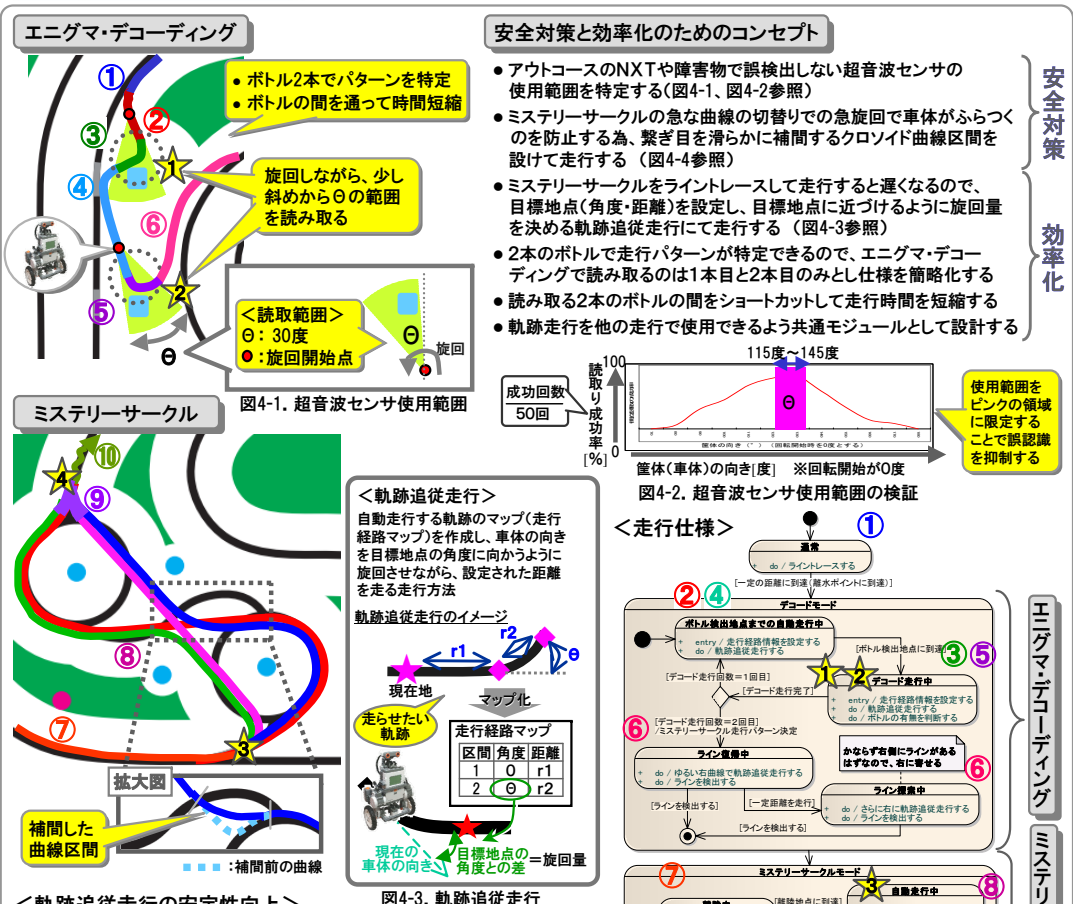 エニグマ・デコーディング
①
②
③
④
⑤
⑥
● ボトル2本でパターンを特定
● ボトルの間を通って時間短縮
1
旋回しながら、少し
斜めからΘの範囲
を読み取る
2
Θ
＜読取範囲＞
Θ： 30度
：旋回開始点
Θ
旋回
図4-1. 超音波センサ使用範囲
安全対策と効率化のためのコンセプト
● アウトコースのNXTや障害物で誤検出しない超音波センサの
使用範囲を特定する(図4-1、図4-2参照)
● ミステリーサークルの急な曲線の切替りでの急旋回で車体がふらつく
のを防止する為、繋ぎ目を滑らかに補間するクロソイド曲線区間を
設けて走行する （図4-4参照）
● ミステリーサークルをライントレースして走行すると遅くなるので、
目標地点(角度・距離)を設定し、目標地点に近づけるように旋回量
を決める軌跡追従走行にて走行する （図4-3参照）
● 2本のボトルで走行パターンが特定できるので、エニグマ・デコー
ディングで読み取るのは1本目と2本目のみとし仕様を簡略化する
● 読み取る2本のボトルの間をショートカットして走行時間を短縮する
● 軌跡走行を他の走行で使用できるよう共通モジュールとして設計する
安全対策
効率化
115度～145度
100
読取り成功率[%]
0
成功回数
50回
Θ
筐体の向き（°）（回転開始時を0度とする）
筐体(車体)の向き[度] ※回転開始が0度
使用範囲を
ピンクの領域
に限定する
ことで誤認識
を抑制する
図4-2. 超音波センサ使用範囲の検証
ミステリーサークル
4
⑩
⑨
⑧
⑦
3
拡大図
補間した
曲線区間
：補間前の曲線
＜軌跡追従走行の安定性向上＞
＜軌跡追従走行＞
自動走行する軌跡のマップ(走行
経路マップ)を作成し、車体の向き
を目標地点の角度に向かうように
旋回させながら、設定された距離
を走る走行方法
軌跡追従走行のイメージ
r1
r2
Θ
現在地
マップ化
走らせたい
軌跡
走行経路マップ
区間 角度 距離
1 0 r1
2 Θ r2
現在の
車体の向き
目標地点の
角度との差
=旋回量
図4-3. 軌跡追従走行
＜走行仕様＞
①
通常
+ do / ライントレースする
[一定の距離に到達(離水ポイントに到達)]
②④
デコードモード
ボトル検出地点までの自動走行中
+ entry / 走行経路情報を設定する
+ do / 軌跡追従走行する
[ボトル検出地点に到達]
③⑤
[デコード走行回数＝1回目]
[デコード走行完了]
1
2
デコード走行中
+ entry / 走行経路情報を設定する
+ do / 軌跡追従走行する
+ do / ボトルの有無を判断する
⑥
[デコード走行回数＝2回目]
/ミステリーサークル走行パターン決定
ライン復帰中
+ do / ゆるい右曲線で軌跡追従走行する
+ do / ラインを検出する
かならず右側にラインがある
はずなので、右に寄せる
⑥
[ラインを検出する]
[一定距離を走行]
ライン捜索中
+ do / さらに右に軌跡追従走行する
+ do / ラインを検出する
[ラインを検出する]
エニグマ・デコーディング
⑦
ミステリーサークルモード
3
自動走行中
⑧
[離陸地点に到達]
ミステリ